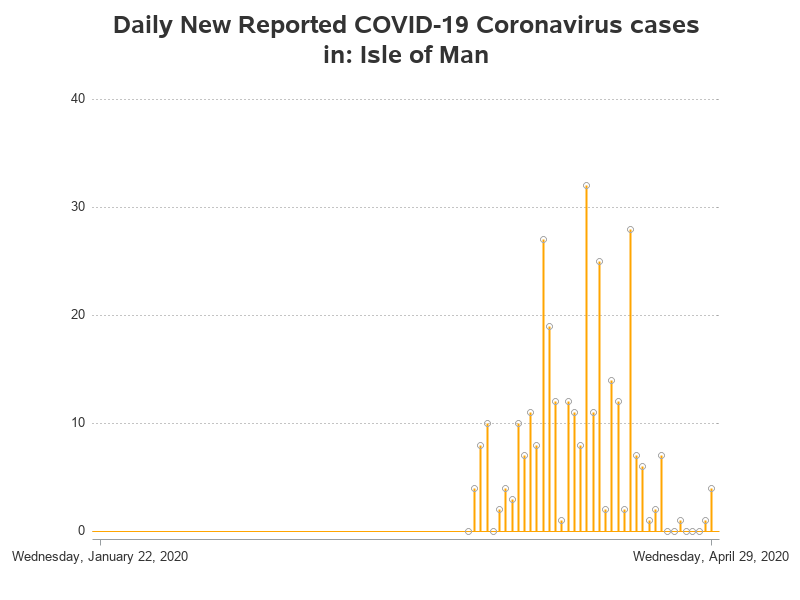 Daily New Reported COVID-19 Coronavirus cases
in: Isle of Man
40
30
20
10
0
Wednesday, January 22, 2020 Wednesday, April 29, 2020